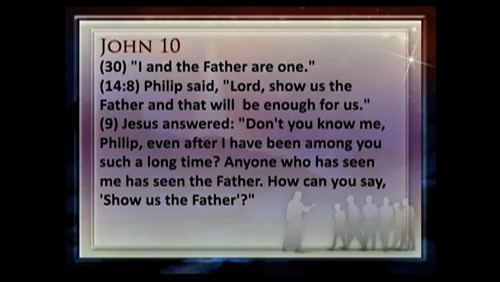 JOHN 10
(30) "I and the Father are one."
(14:8) Philip said, "Lord, show us the
Father and that will be enough for us."
(9) Jesus answered: "Don't you know me,
Philip, even after I have been among you
such a long time? Anyone who has seen
me has seen the Father. How can you say,
'Show us the Father'?"